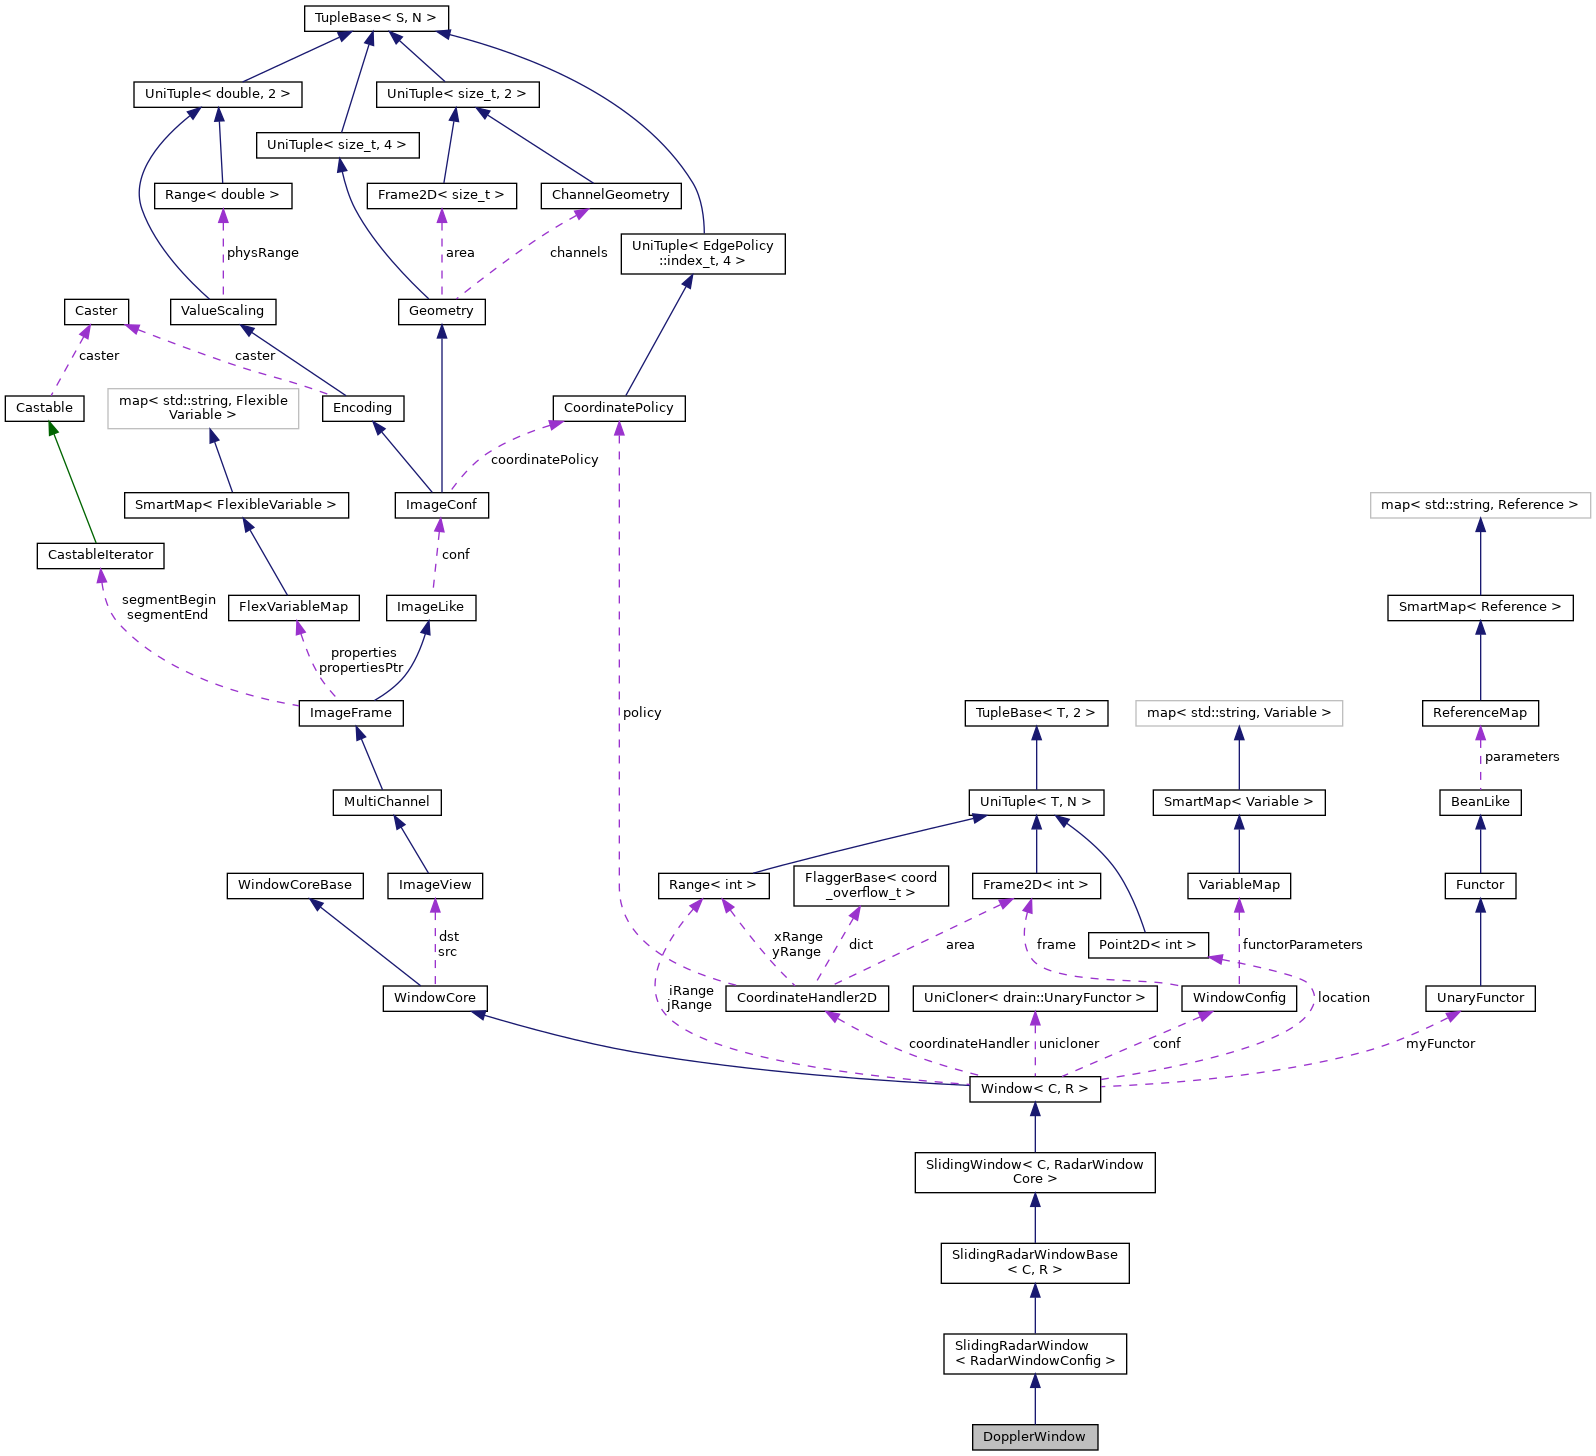 TupleBase< S, N >
UniTuple< double, 2 >
UniTuple< size_t, 2 >
UniTuple< size_t, 4 >
Range< double >
Frame2D< size_t >
ChannelGeometry
UniTuple< EdgePolicy
::index_t, 4 >
physRange
area
channels
Caster
ValueScaling
Geometry
caster
caster
map< std::string, Flexible
Variable >
Castable
Encoding
CoordinatePolicy
coordinatePolicy
SmartMap< FlexibleVariable >
ImageConf
map< std::string, Reference >
CastableIterator
conf
segmentBegin
segmentEnd
FlexVariableMap
ImageLike
SmartMap< Reference >
properties
propertiesPtr
ImageFrame
policy
TupleBase< T, 2 >
map< std::string, Variable >
ReferenceMap
parameters
MultiChannel
UniTuple< T, N >
SmartMap< Variable >
BeanLike
WindowCoreBase
ImageView
Range< int >
FlaggerBase< coord
_overflow_t >
Frame2D< int >
VariableMap
Functor
dst
src
xRange
yRange
dict
area
frame
Point2D< int >
functorParameters
WindowCore
iRange
jRange
CoordinateHandler2D
UniCloner< drain::UnaryFunctor >
WindowConfig
location
UnaryFunctor
coordinateHandler
unicloner
conf
myFunctor
Window< C, R >
SlidingWindow< C, RadarWindow
Core >
SlidingRadarWindowBase
< C, R >
SlidingRadarWindow
< RadarWindowConfig >
DopplerWindow